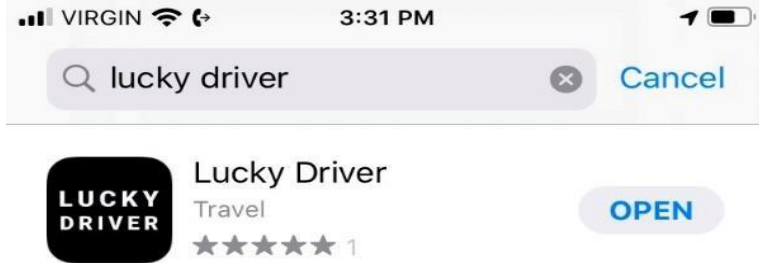 VIRGIN 3:31 PM
lucky driver Cancel
LUCKY
DRIVER
Lucky Driver
Travel
OPEN
1